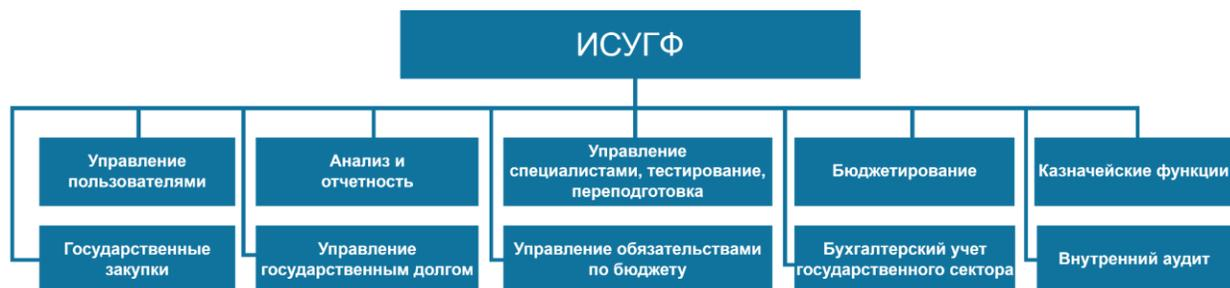 ИСУГФ
Управление
пользователями
Анализ и
отчетность
Управление
специалистами, тестирование,
переподготовка
Бюджетирование
Казначейские функции
Государственные
закупки
Управление
государственным долгом
Управление обязательствами
по бюджету
Бухгалтерский учет
государственного сектора
Внутренний аудит